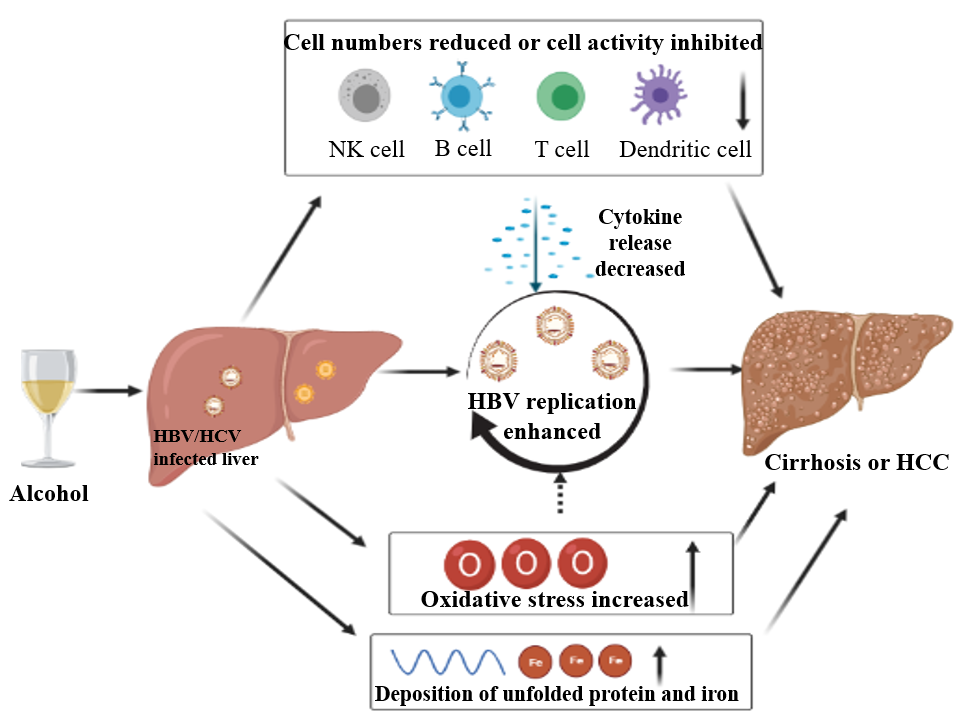 Cell numbers reduced or cell activity inhibited
NK cell
B cell
T cell
Dendritic cell
Cytokine
release
decreased
HBV/HCV
infected liver
HBV replication
enhanced
Alcohol
Cirrhosis or HCC
O O O
Oxidative stress increased
Fe Fe Fe
Deposition of unfolded protein and iron